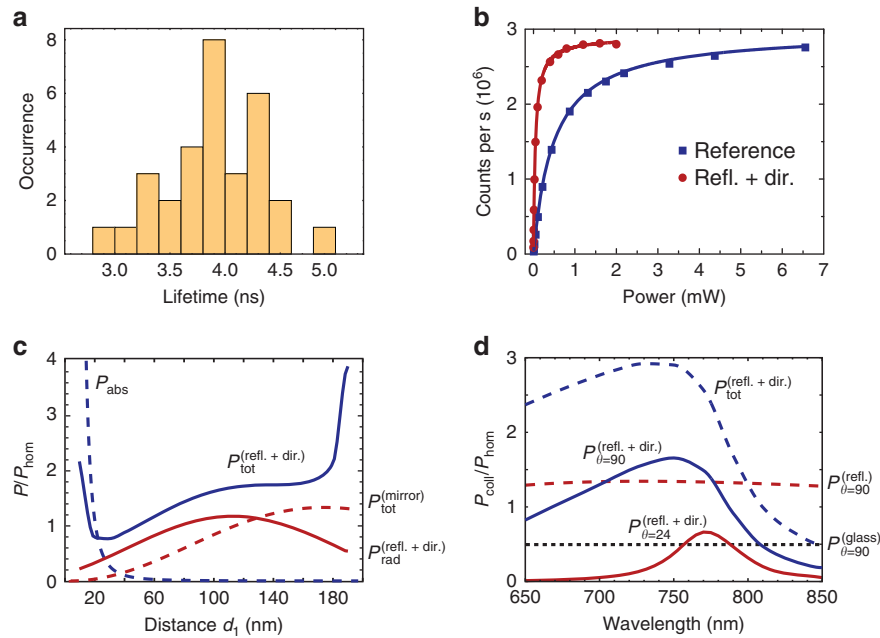 a
8
6
4
2
0
Occurrence
3.0 3.5 4.0 4.5 5.0
Lifetime (ns)
b
3
2
1
0
Counts per s (10⁶)
Reference
Refl. + dir.
0 1 2 3 4 5 6 7
Power (mW)
c
4
3
2
1
0
P/P_hom
P_abs
P_tot^(refl. + dir.)
P_tot^(mirror)
P_rad^(refl. + dir.)
20 60 100 140 180
Distance d₁ (nm)
d
3
2
1
0
P_coll/P_hom
P_tot^(refl. + dir.)
P_θ=90^(refl. + dir.)
P_θ=90^(refl.)
P_θ=24^(refl. + dir.)
P_θ=90^(glass)
650 700 750 800 850
Wavelength (nm)